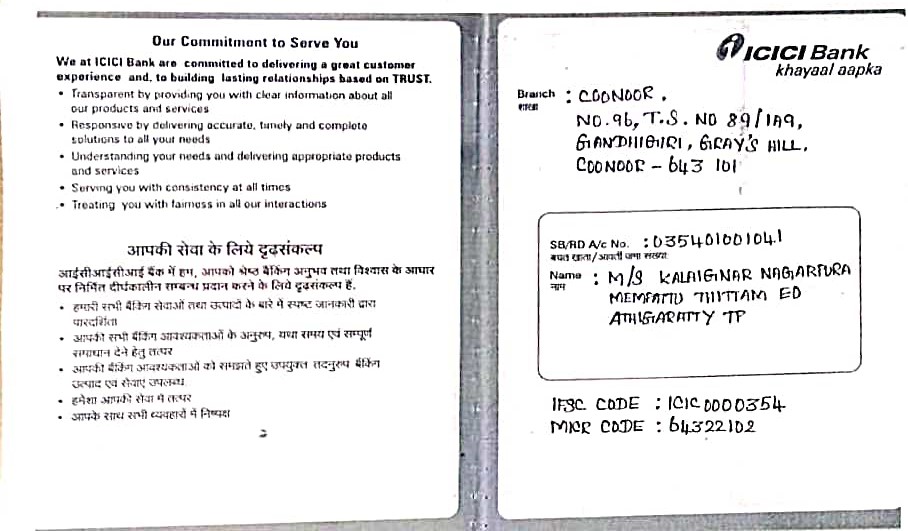 Our Commitment to Serve You
We at ICICI Bank are committed to delivering a great customer
experience and, to building lasting relationships based on TRUST.
• Transparent by providing you with clear information about all
our products and services
• Responsive by delivering accurate, timely and complete
solutions to all your needs
• Understanding your needs and delivering appropriate products
and services
• Serving you with consistency at all times
• Treating you with fairness in all our interactions
आपकी सेवा के लिये दृढ़संकल्प
आईसीआईसीआई बैंक में हम, आपको श्रेष्ठ बैंकिंग अनुभव तथा विश्वास के आधार
पर निर्मित दीर्घकालीन सम्बन्ध प्रदान करने के लिये दृढ़संकल्प हैं.
• हमारी सभी बैंकिंग सेवाओं तथा उत्पादों के बारे में स्पष्ट जानकारी द्वारा
पारदर्शिता
• आपकी सभी बैंकिंग आवश्यकताओं के अनुरुप, यथा समय एवं सम्पूर्ण
समाधान देने हेतु तत्पर
• आपकी बैंकिंग आवश्यकताओं को समझते हुए उपयुक्त तदनुरुप बैंकिंग
उत्पाद एवं सेवाएं उपलब्ध
• हमेशा आपकी सेवा में तत्पर
• आपके साथ सभी व्यवहारों में निष्पक्ष
ICICI Bank
khayaal aapka
Branch : COONOOR.
शाखा
NO.96, T.S. NO 89/1A9,
GANDHIGIRI, GRAY'S HILL,
COONOOR - 643 101
SB/RD A/c No. : 035401001041
बचत खाता/आवर्ती जमा संख्या
Name : M/S KALAIGNAR NAGARPURA
नाम
MEMPATTU THITTAM EO
ATHIGARATTY TP
IFSC CODE : ICIC0000354
MICR CODE : 64322102